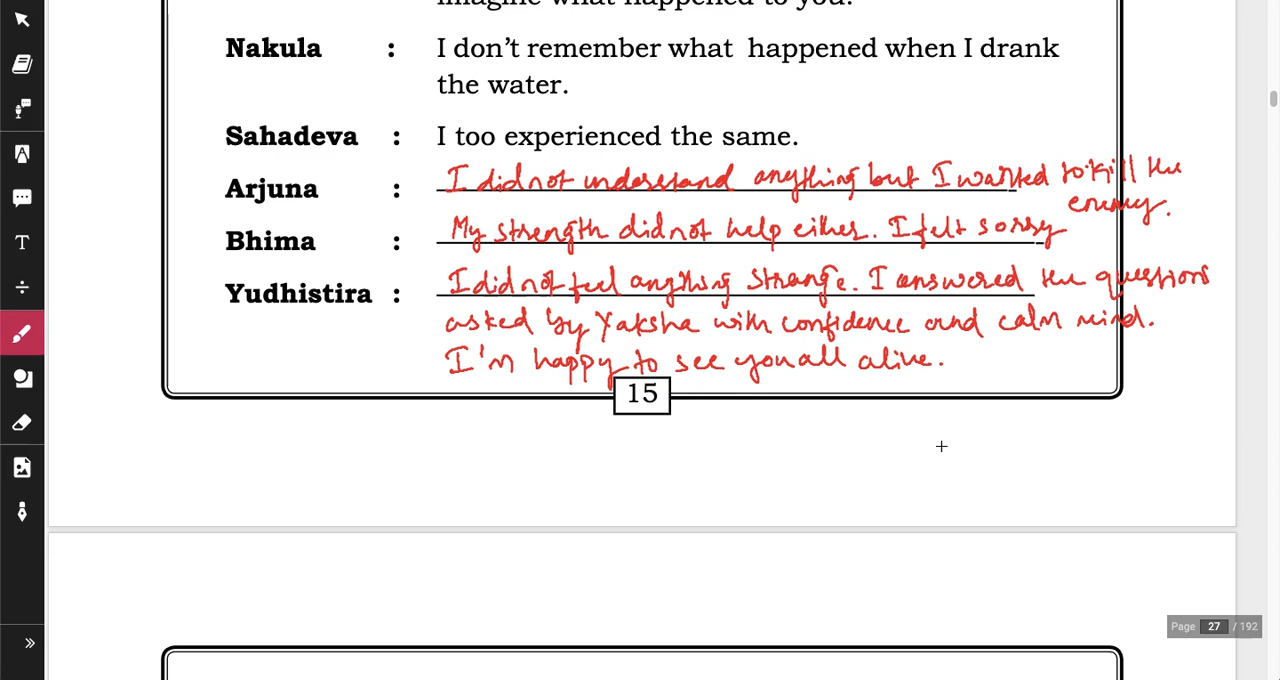 imagine what happened to you.
Nakula : I don't remember what happened when I drank
the water.
Sahadeva : I too experienced the same.
Arjuna : I did not understand anything but I wanted to kill the
enemy.
Bhima : My strength did not help either. I felt sorry
Yudhistira : I did not feel anything strange. I answered the questions
asked by Yaksha with confidence and calm mind.
I'm happy to see you all alive.
15
Page 27 / 192